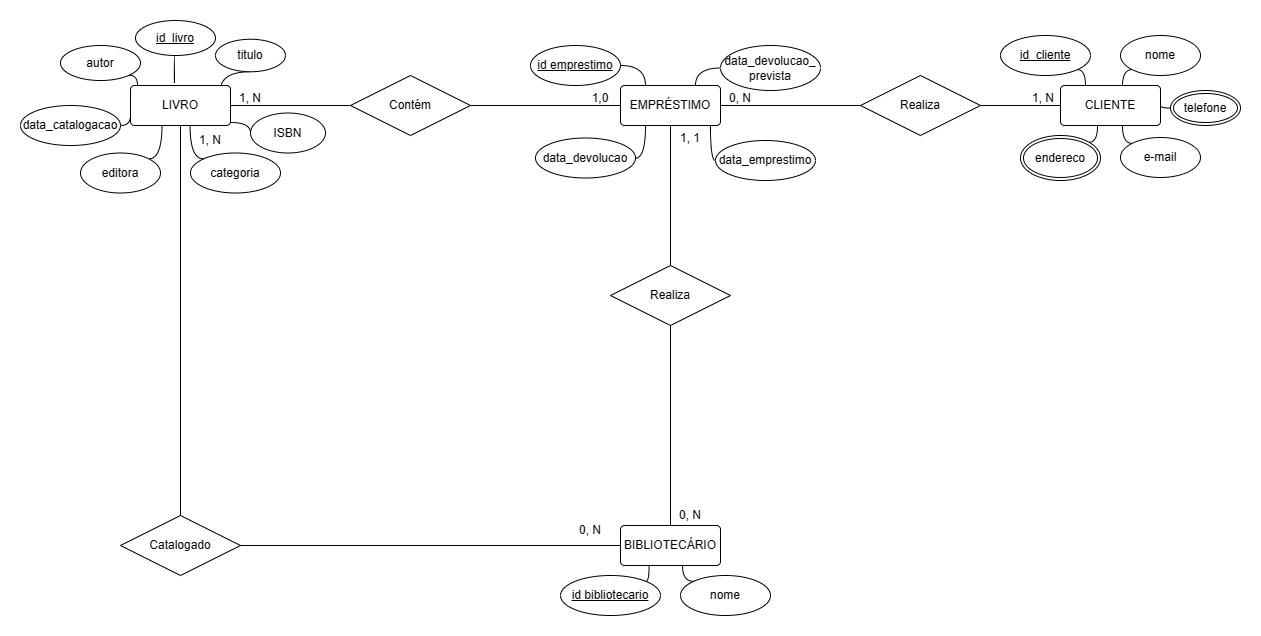 id_livro
autor
titulo
LIVRO
1, N
data_catalogacao
ISBN
1, N
editora
categoria
Contém
1,0
id emprestimo
data_devolucao_
prevista
EMPRÉSTIMO
0, N
data_devolucao
1, 1
data_emprestimo
Realiza
1, N
id_cliente
nome
CLIENTE
telefone
endereco
e-mail
Realiza
0, N
Catalogado
0, N
BIBLIOTECÁRIO
id bibliotecario
nome